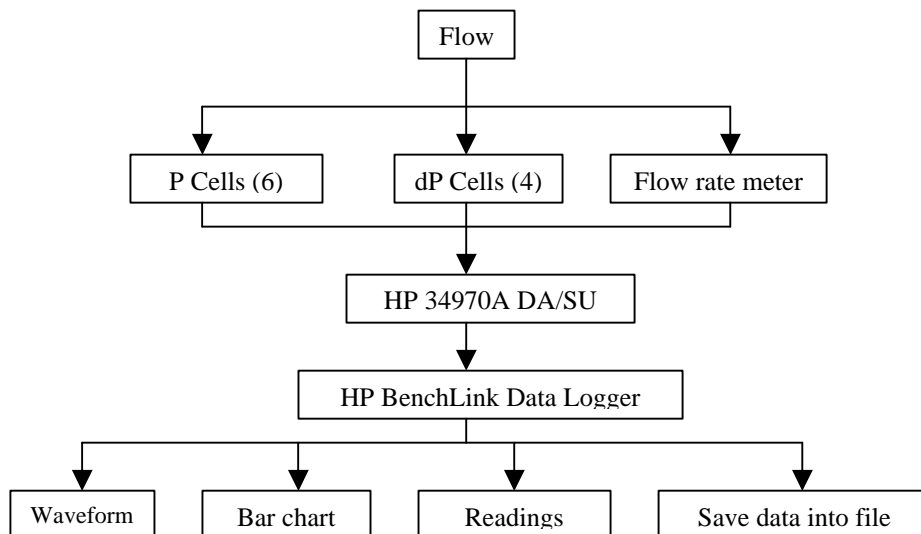 Flow
P Cells (6)
dP Cells (4)
Flow rate meter
HP 34970A DA/SU
HP BenchLink Data Logger
Waveform
Bar chart
Readings
Save data into file